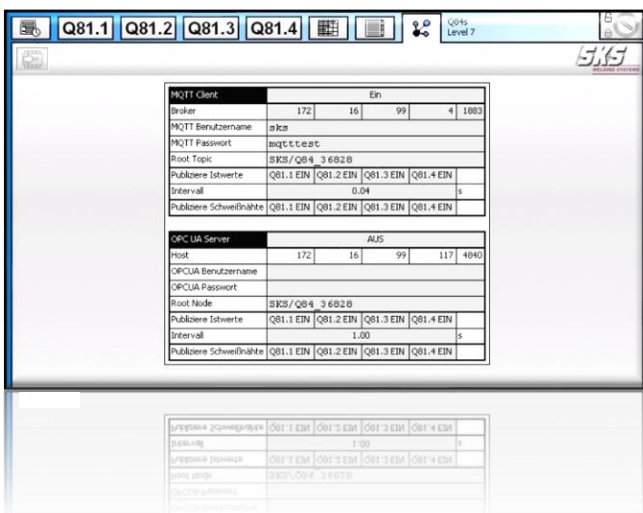 Q81.1 Q81.2 Q81.3 Q81.4 Q84s
Level 7
SKS
WELDING SYSTEMS
MQTT Client Ein
Broker 172 16 99 4 1883
MQTT Benutzername sks
MQTT Passwort mqtttest
Root Topic SKS/Q84_36828
Publiziere Istwerte Q81.1 EIN Q81.2 EIN Q81.3 EIN Q81.4 EIN
Intervall 0.04 s
Publiziere Schweißnähte Q81.1 EIN Q81.2 EIN Q81.3 EIN Q81.4 EIN
OPC UA Server AUS
Host 172 16 99 117 4840
OPCUA Benutzername
OPCUA Passwort
Root Node SKS/Q84_36828
Publiziere Istwerte Q81.1 EIN Q81.2 EIN Q81.3 EIN Q81.4 EIN
Intervall 1.00 s
Publiziere Schweißnähte Q81.1 EIN Q81.2 EIN Q81.3 EIN Q81.4 EIN